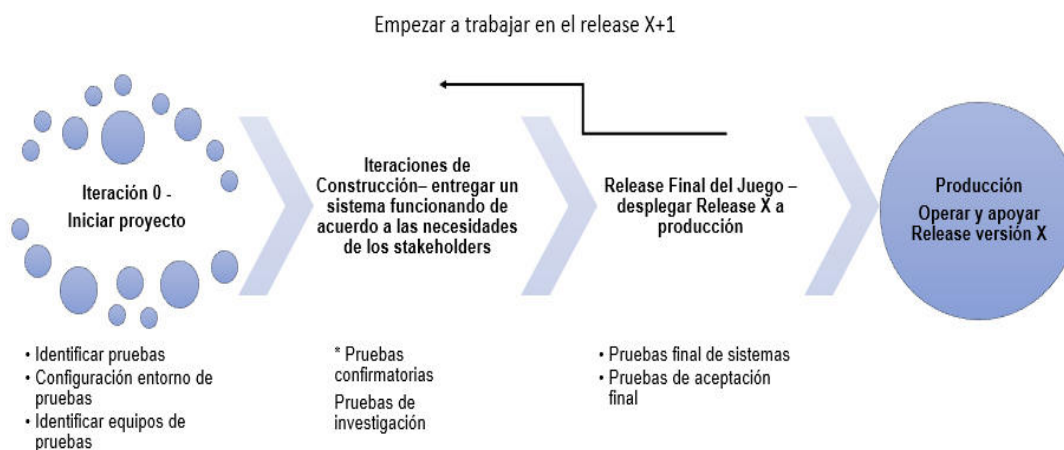 Empezar a trabajar en el release X+1
Iteración 0 -
Iniciar proyecto
Iteraciones de
Construcción– entregar un
sistema funcionando de
acuerdo a las necesidades
de los stakeholders
Release Final del Juego –
desplegar Release X a
producción
Producción
Operar y apoyar
Release versión X
• Identificar pruebas
• Configuración entorno de
pruebas
• Identificar equipos de
pruebas
* Pruebas
confirmatorias
Pruebas de
investigación
• Pruebas final de sistemas
• Pruebas de aceptación
final